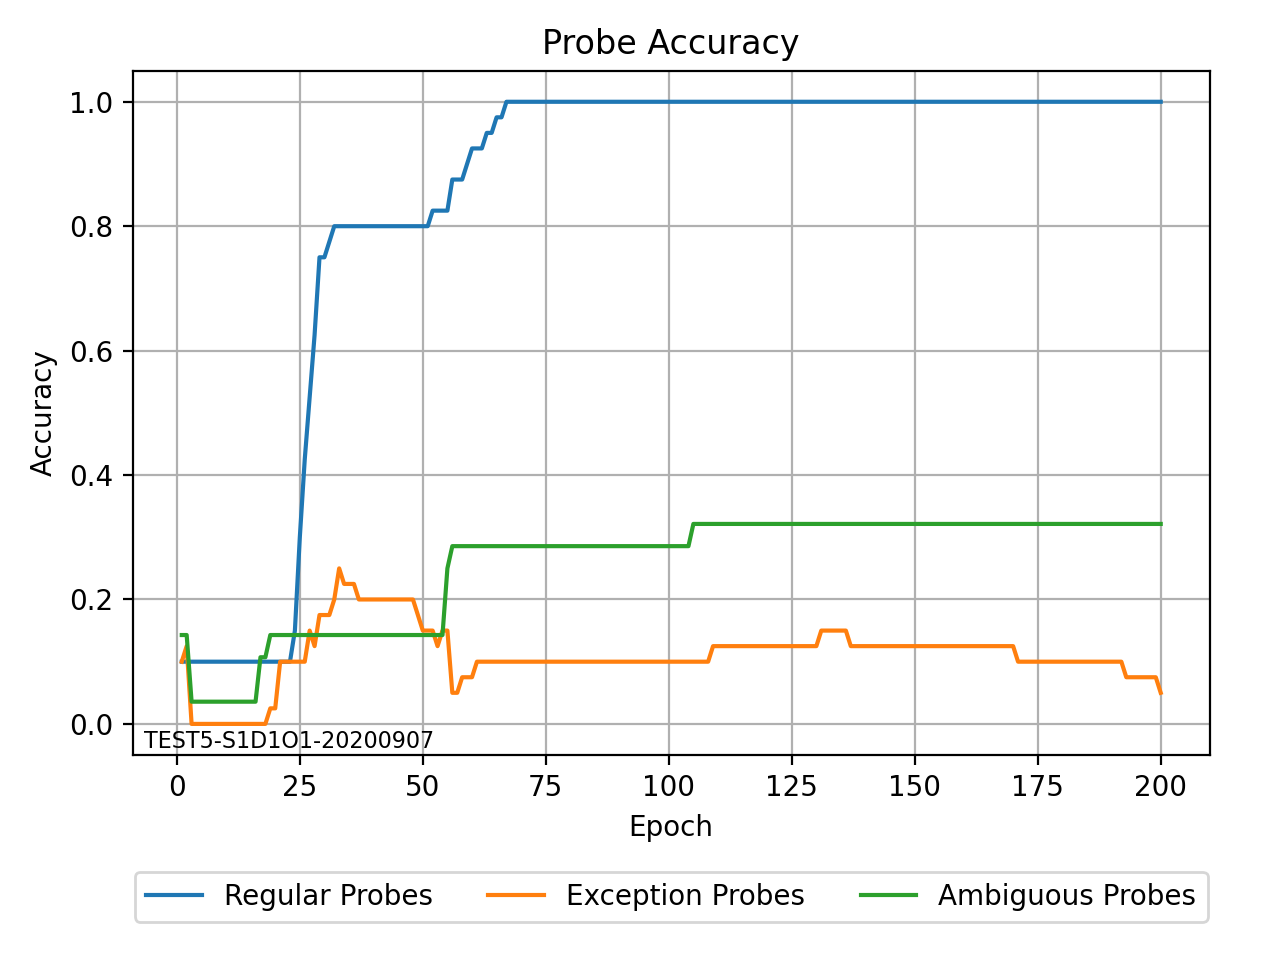 Probe Accuracy
Accuracy
1.0
0.8
0.6
0.4
0.2
0.0
TEST5-S1D1O1-20200907
0 25 50 75 100 125 150 175 200
Epoch
Regular Probes Exception Probes Ambiguous Probes